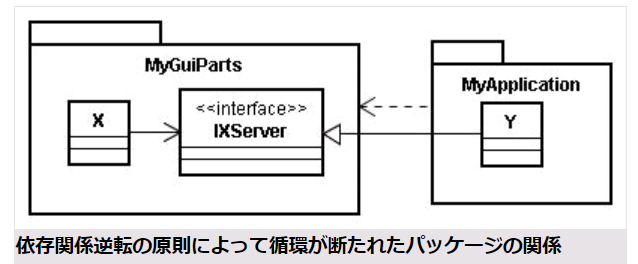 MyGuiParts
X
<<interface>>
IXServer
MyApplication
Y
依存関係逆転の原則によって循環が断たれたパッケージの関係